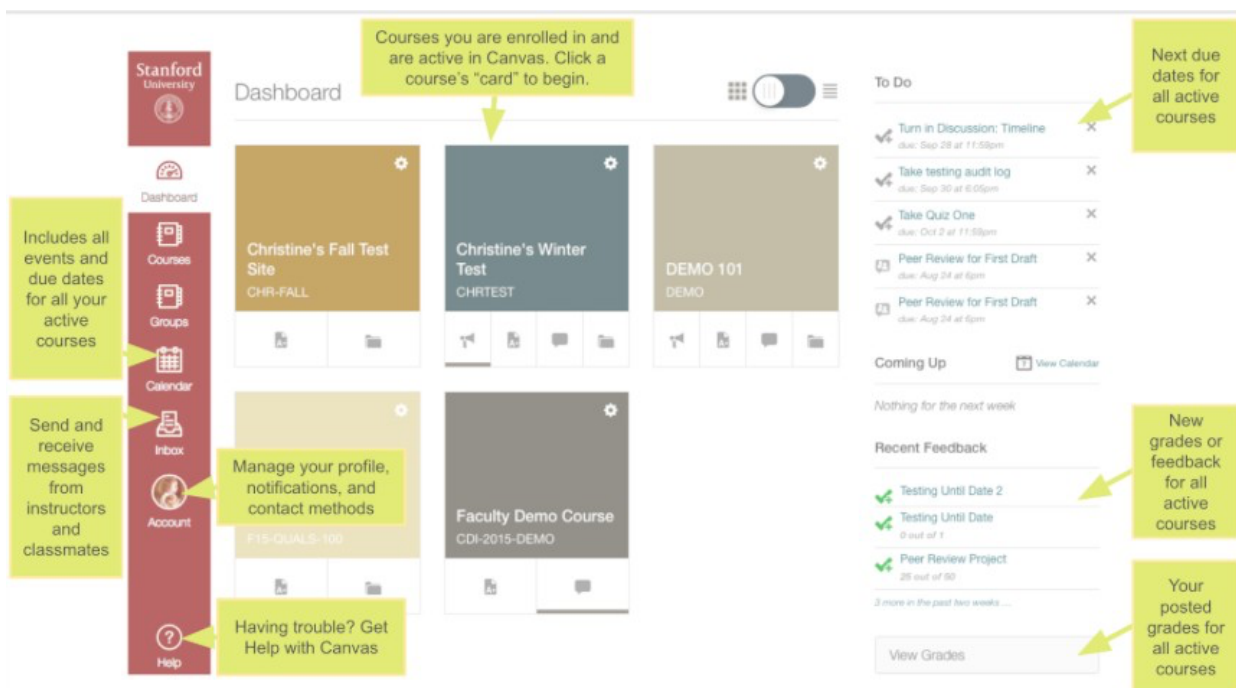 Courses you are enrolled in and
are active in Canvas. Click a
course's “card” to begin.
Stanford
University
Dashboard
Dashboard
Courses
Groups
Calendar
Inbox
Account
Help
Includes all
events and
due dates
for all your
active
courses
Send and
receive
messages
from
instructors
and
classmates
Manage your profile,
notifications, and
contact methods
Having trouble? Get
Help with Canvas
Christine's Fall Test
Site
CHR-FALL
Christine's Winter
Test
CHRTEST
DEMO 101
DEMO
F15-QUALS-100
Faculty Demo Course
CDI-2015-DEMO
To Do
Turn in Discussion: Timeline
due: Sep 28 at 11:59pm
Take testing audit log
due: Sep 30 at 6:05pm
Take Quiz One
due: Oct 2 at 11:59pm
Peer Review for First Draft
due: Aug 24 at 6pm
Peer Review for First Draft
due: Aug 24 at 6pm
Coming Up
View Calendar
Nothing for the next week
Recent Feedback
Testing Until Date 2
Testing Until Date
0 out of 1
Peer Review Project
25 out of 50
3 more in the past two weeks ...
View Grades
Next due
dates for
all active
courses
New
grades or
feedback
for all
active
courses
Your
posted
grades for
all active
courses